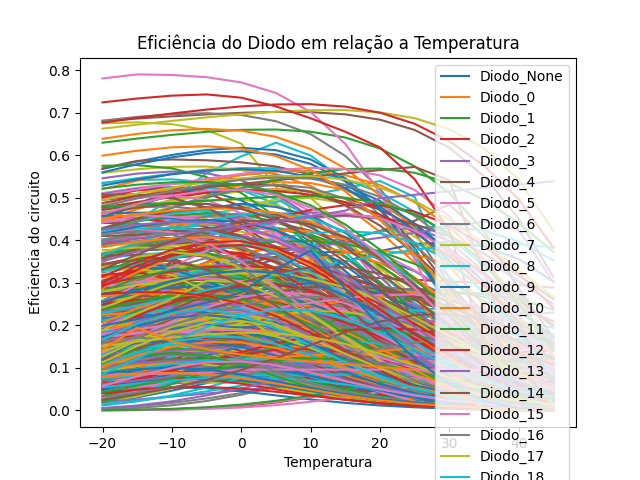 Eficiência do Diodo em relação a Temperatura
Eficiencia do circuito
0.8
0.7
0.6
0.5
0.4
0.3
0.2
0.1
0.0
−20
−10
0
10
20
30
40
Temperatura
Diodo_None
Diodo_0
Diodo_1
Diodo_2
Diodo_3
Diodo_4
Diodo_5
Diodo_6
Diodo_7
Diodo_8
Diodo_9
Diodo_10
Diodo_11
Diodo_12
Diodo_13
Diodo_14
Diodo_15
Diodo_16
Diodo_17
Diodo_18